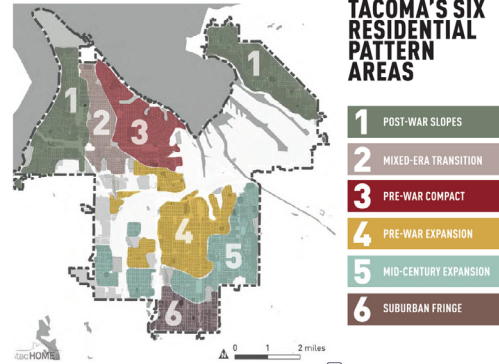 TACOMA'S SIX
RESIDENTIAL
PATTERN
AREAS
1 POST-WAR SLOPES
2 MIXED-ERA TRANSITION
3 PRE-WAR COMPACT
4 PRE-WAR EXPANSION
5 MID-CENTURY EXPANSION
6 SUBURBAN FRINGE
1
1
2
3
4
5
6
0 1 2 miles
HOME